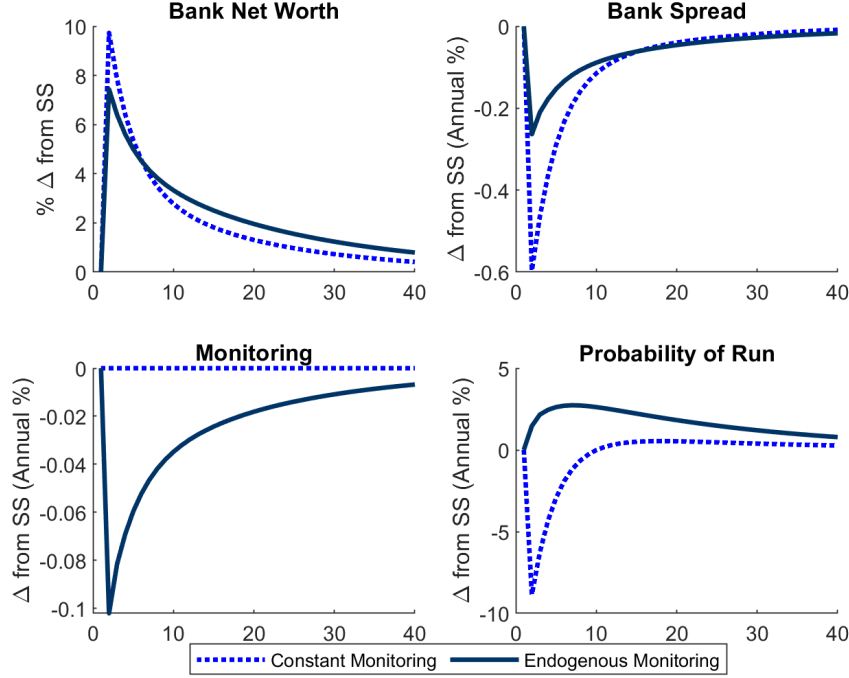 Bank Net Worth
% Δ from SS
10
8
6
4
2
0
0 10 20 30 40
Bank Spread
Δ from SS (Annual %)
0
-0.2
-0.4
-0.6
0 10 20 30 40
Monitoring
Δ from SS (Annual %)
0
-0.02
-0.04
-0.06
-0.08
-0.1
0 10 20 30 40
Probability of Run
Δ from SS (Annual %)
5
0
-5
-10
0 10 20 30 40
Constant Monitoring Endogenous Monitoring